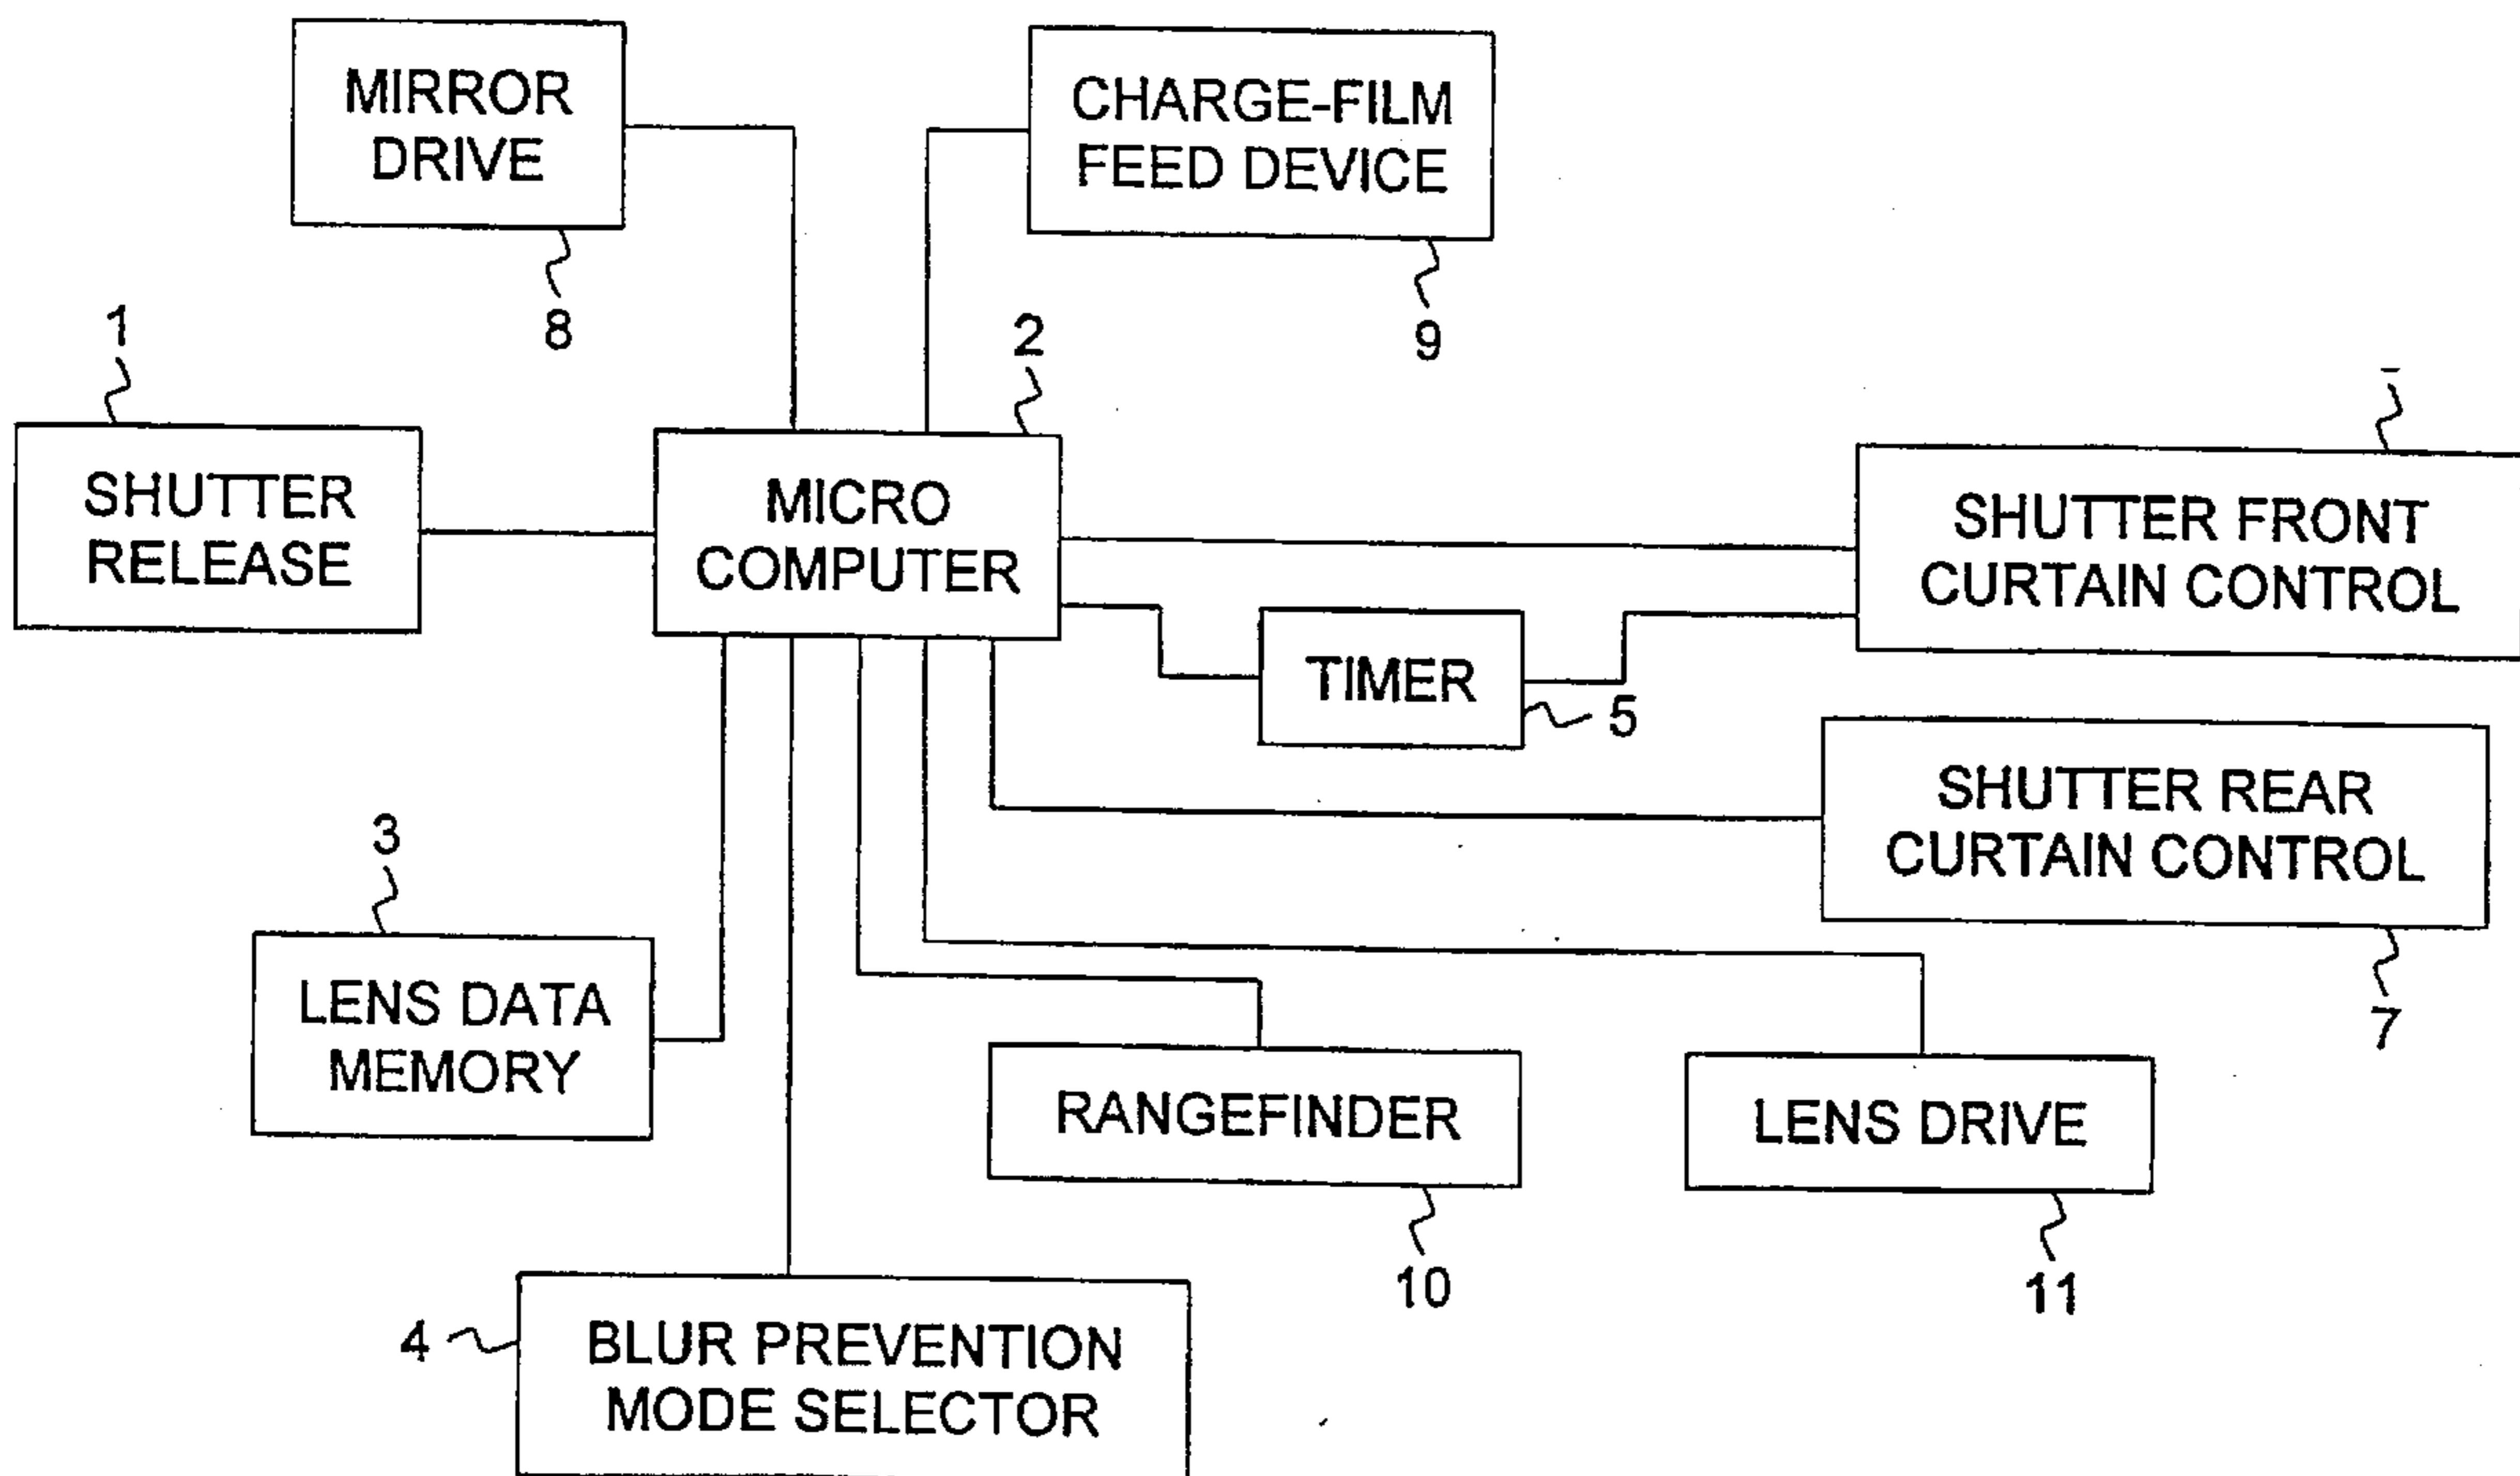 MIRROR
DRIVE
8
CHARGE-FILM
FEED DEVICE
9
1
SHUTTER
RELEASE
2
MICRO
COMPUTER
SHUTTER FRONT
CURTAIN CONTROL
TIMER
5
SHUTTER REAR
CURTAIN CONTROL
7
3
LENS DATA
MEMORY
RANGEFINDER
10
LENS DRIVE
11
4
BLUR PREVENTION
MODE SELECTOR